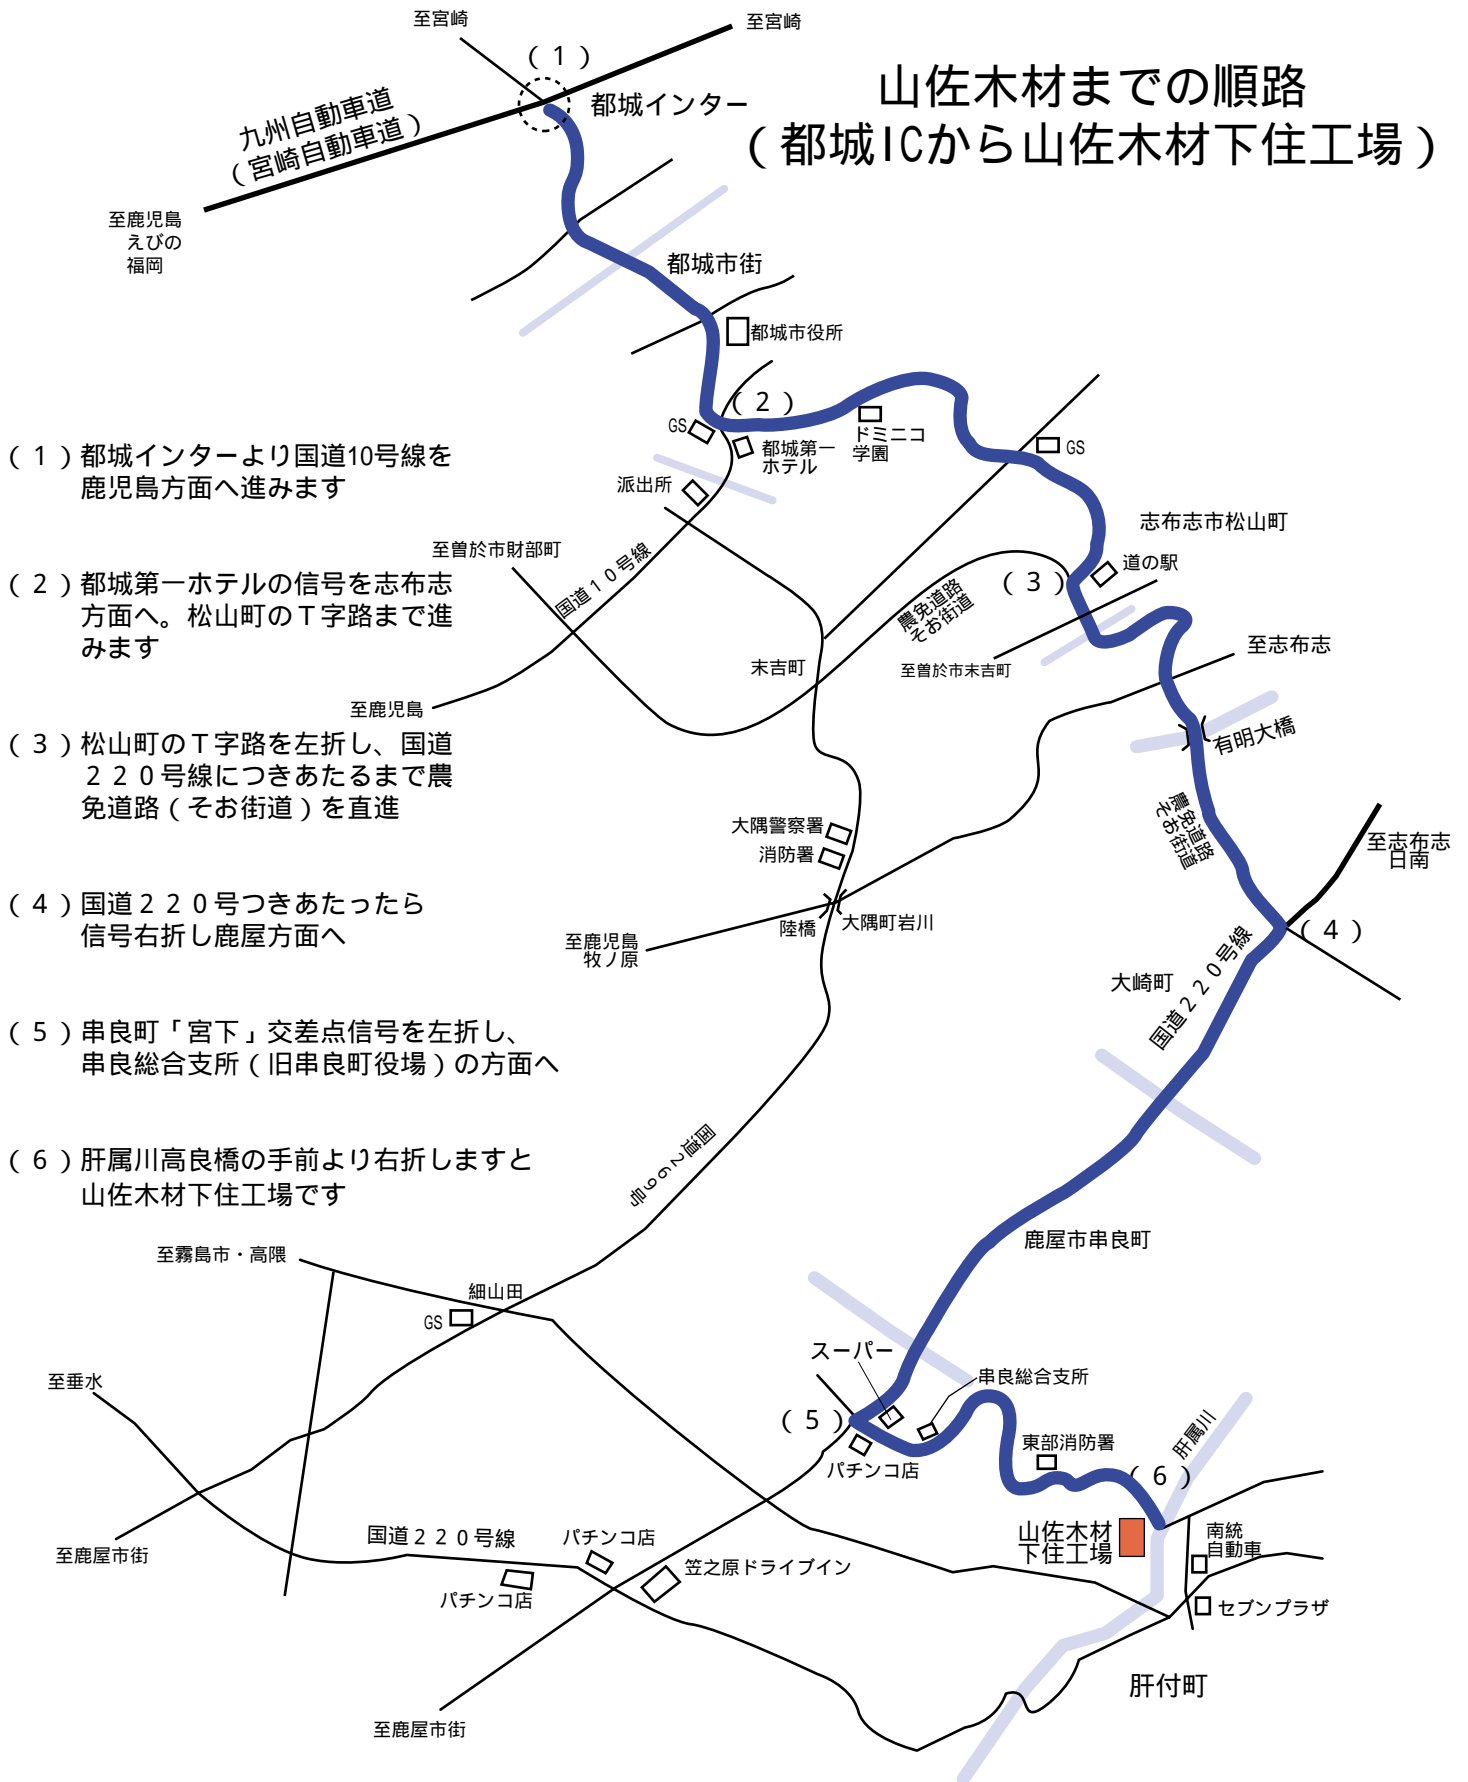 至宮崎
至宮崎
(1)
山佐木材までの順路
(都城ICから山佐木材下住工場)
都城インター
九州自動車道
(宮崎自動車道)
至鹿児島
えびの
福岡
都城市街
都城市役所
(2)
GS
都城第一
ホテル
ドミニコ
学園
GS
(1)都城インターより国道10号線を
鹿児島方面へ進みます
派出所
志布志市松山町
至曽於市財部町
国道10号線
道の駅
(3)
農免道路
そお街道
(2)都城第一ホテルの信号を志布志
方面へ。松山町のT字路まで進
みます
末吉町
至曽於市末吉町
至志布志
至鹿児島
有明大橋
(3)松山町のT字路を左折し、国道
220号線につきあたるまで農
免道路(そお街道)を直進
農免道路
そお街道
大隅警察署
消防署
至志布志
日南
陸橋
大隅町岩川
(4)国道220号つきあたったら
信号右折し鹿屋方面へ
至鹿児島
牧ノ原
(4)
大崎町
国道220号線
(5)串良町「宮下」交差点信号を左折し、
串良総合支所(旧串良町役場)の方面へ
国道269号
(6)肝属川高良橋の手前より右折しますと
山佐木材下住工場です
鹿屋市串良町
至霧島市・高隈
細山田
GS
スーパー
串良総合支所
至垂水
(5)
パチンコ店
東部消防署
肝属川
(6)
山佐木材
下住工場
南統
自動車
国道220号線
パチンコ店
至鹿屋市街
笠之原ドライブイン
パチンコ店
セブンプラザ
肝付町
至鹿屋市街